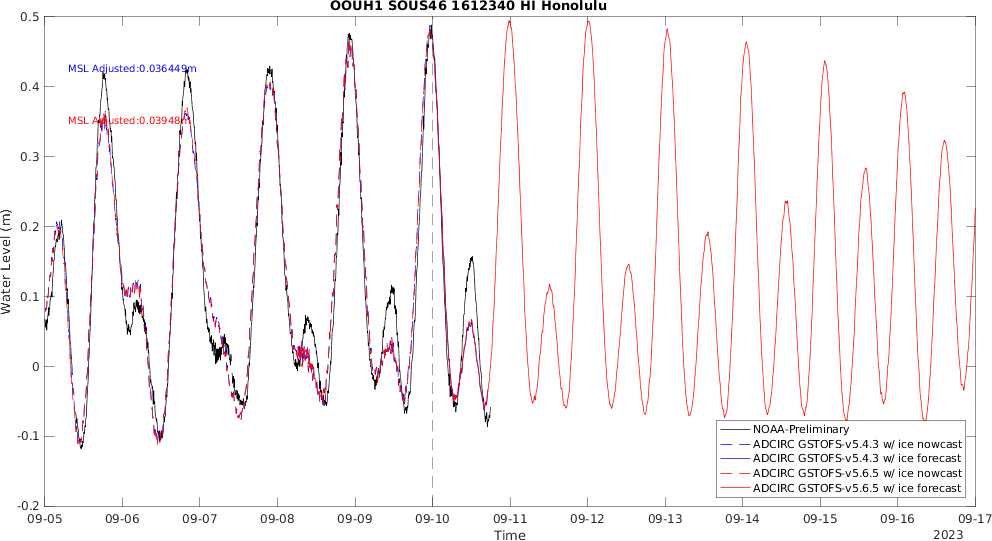 OOUH1 SOUS46 1612340 HI Honolulu
0.5
0.4
0.3
0.2
0.1
0
-0.1
-0.2
Water Level (m)
MSL Adjusted:0.036449m
MSL Adjusted:0.03948m
NOAA-Preliminary
ADCIRC GSTOFS-v5.4.3 w/ ice nowcast
ADCIRC GSTOFS-v5.4.3 w/ ice forecast
ADCIRC GSTOFS-v5.6.5 w/ ice nowcast
ADCIRC GSTOFS-v5.6.5 w/ ice forecast
09-05 09-06 09-07 09-08 09-09 09-10 09-11 09-12 09-13 09-14 09-15 09-16 09-17
Time
2023